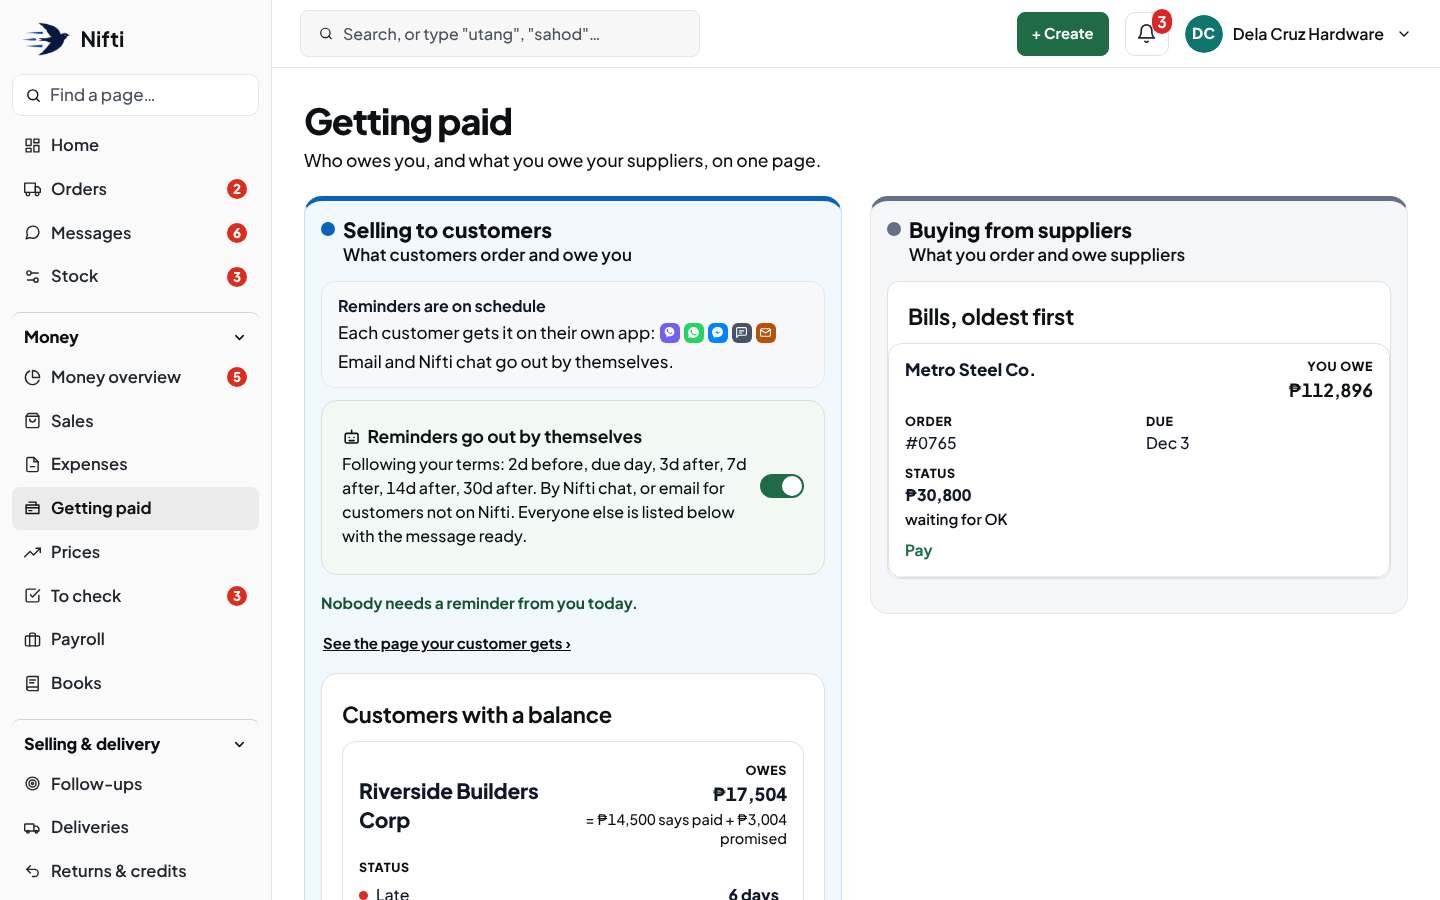 Nifti
Find a page...
Home
Orders 2
Messages 6
Stock 3
Money
Money overview 5
Sales
Expenses
Getting paid
Prices
To check 3
Payroll
Books
Selling & delivery
Follow-ups
Deliveries
Returns & credits
Search, or type "utang", "sahod"...
+ Create
3
DC Dela Cruz Hardware
Getting paid
Who owes you, and what you owe your suppliers, on one page.
Selling to customers
What customers order and owe you
Reminders are on schedule
Each customer gets it on their own app:
Email and Nifti chat go out by themselves.
Reminders go out by themselves
Following your terms: 2d before, due day, 3d after, 7d
after, 14d after, 30d after. By Nifti chat, or email for
customers not on Nifti. Everyone else is listed below
with the message ready.
Nobody needs a reminder from you today.
See the page your customer gets ›
Customers with a balance
Riverside Builders
Corp
OWES
₱17,504
= ₱14,500 says paid + ₱3,004
promised
STATUS
Late 6 days
Buying from suppliers
What you order and owe suppliers
Bills, oldest first
Metro Steel Co.
YOU OWE
₱112,896
ORDER
#0765
DUE
Dec 3
STATUS
₱30,800
waiting for OK
Pay